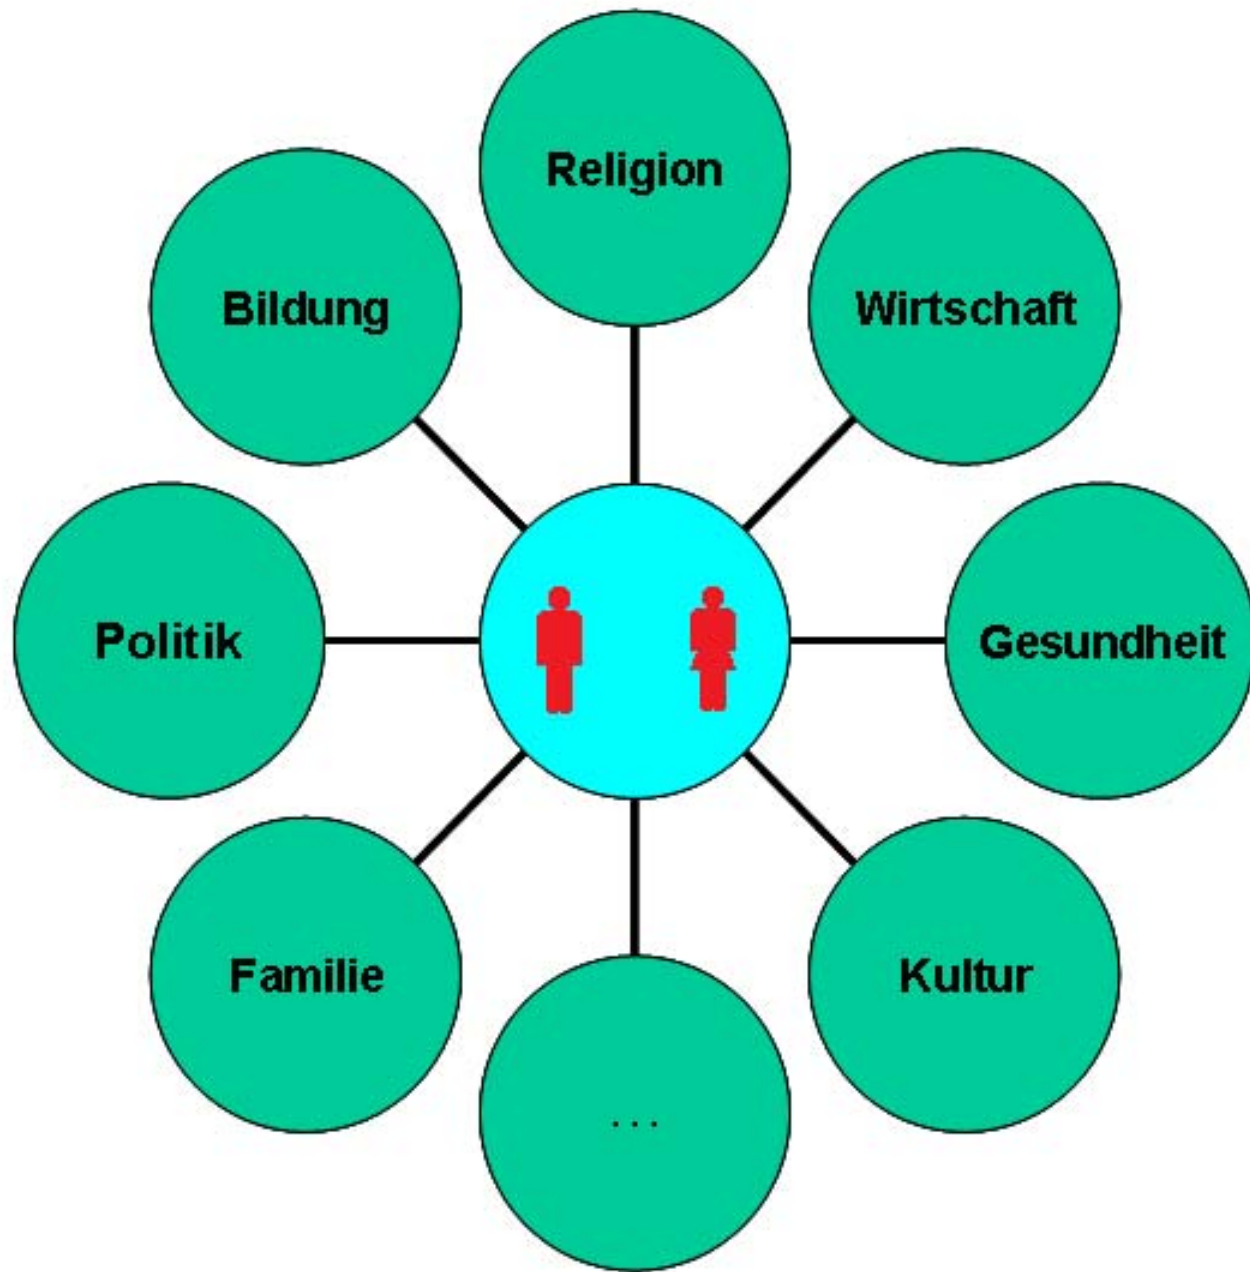 Religion
Bildung
Wirtschaft
Politik
Gesundheit
Familie
Kultur
...